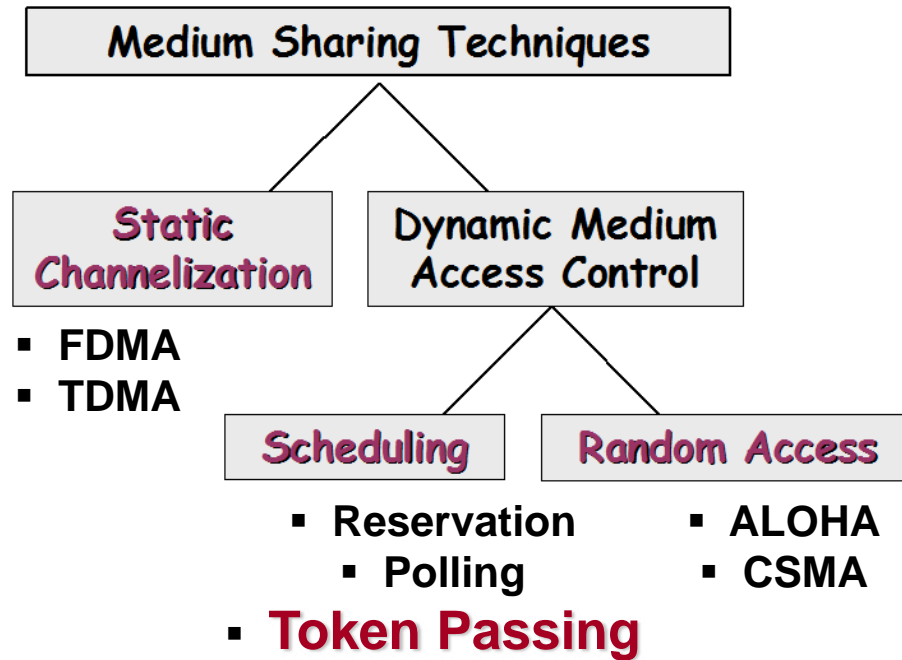 Medium Sharing Techniques
Static
Channelization
Dynamic Medium
Access Control
▪ FDMA
▪ TDMA
Scheduling
Random Access
▪ Reservation
▪ Polling
▪ Token Passing
▪ ALOHA
▪ CSMA